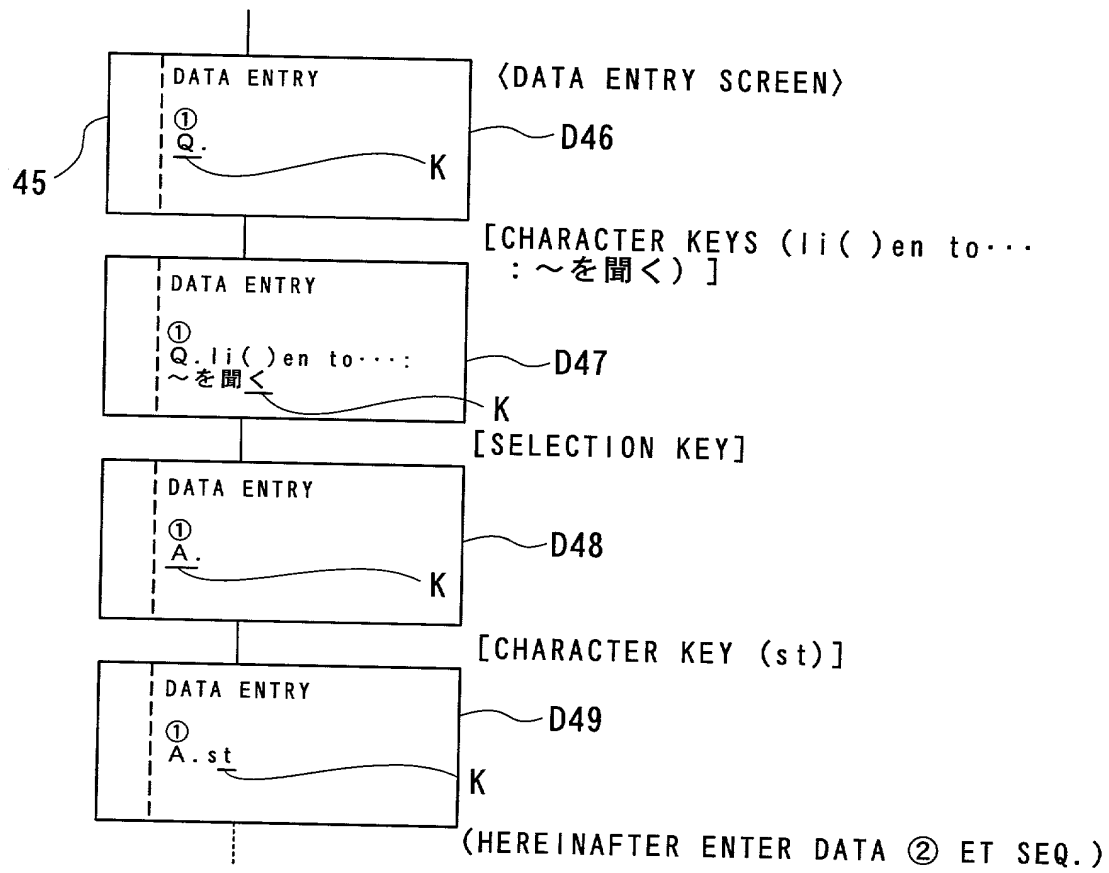 DATA ENTRY
〈DATA ENTRY SCREEN〉
①
Q.
D46
K
45
[CHARACTER KEYS (li( )en to···
: ～を聞く) ]
DATA ENTRY
①
Q.li( )en to···:
～を聞く
D47
K
[SELECTION KEY]
DATA ENTRY
①
A.
D48
K
[CHARACTER KEY (st)]
DATA ENTRY
①
A.st
D49
K
(HEREINAFTER ENTER DATA ② ET SEQ.)